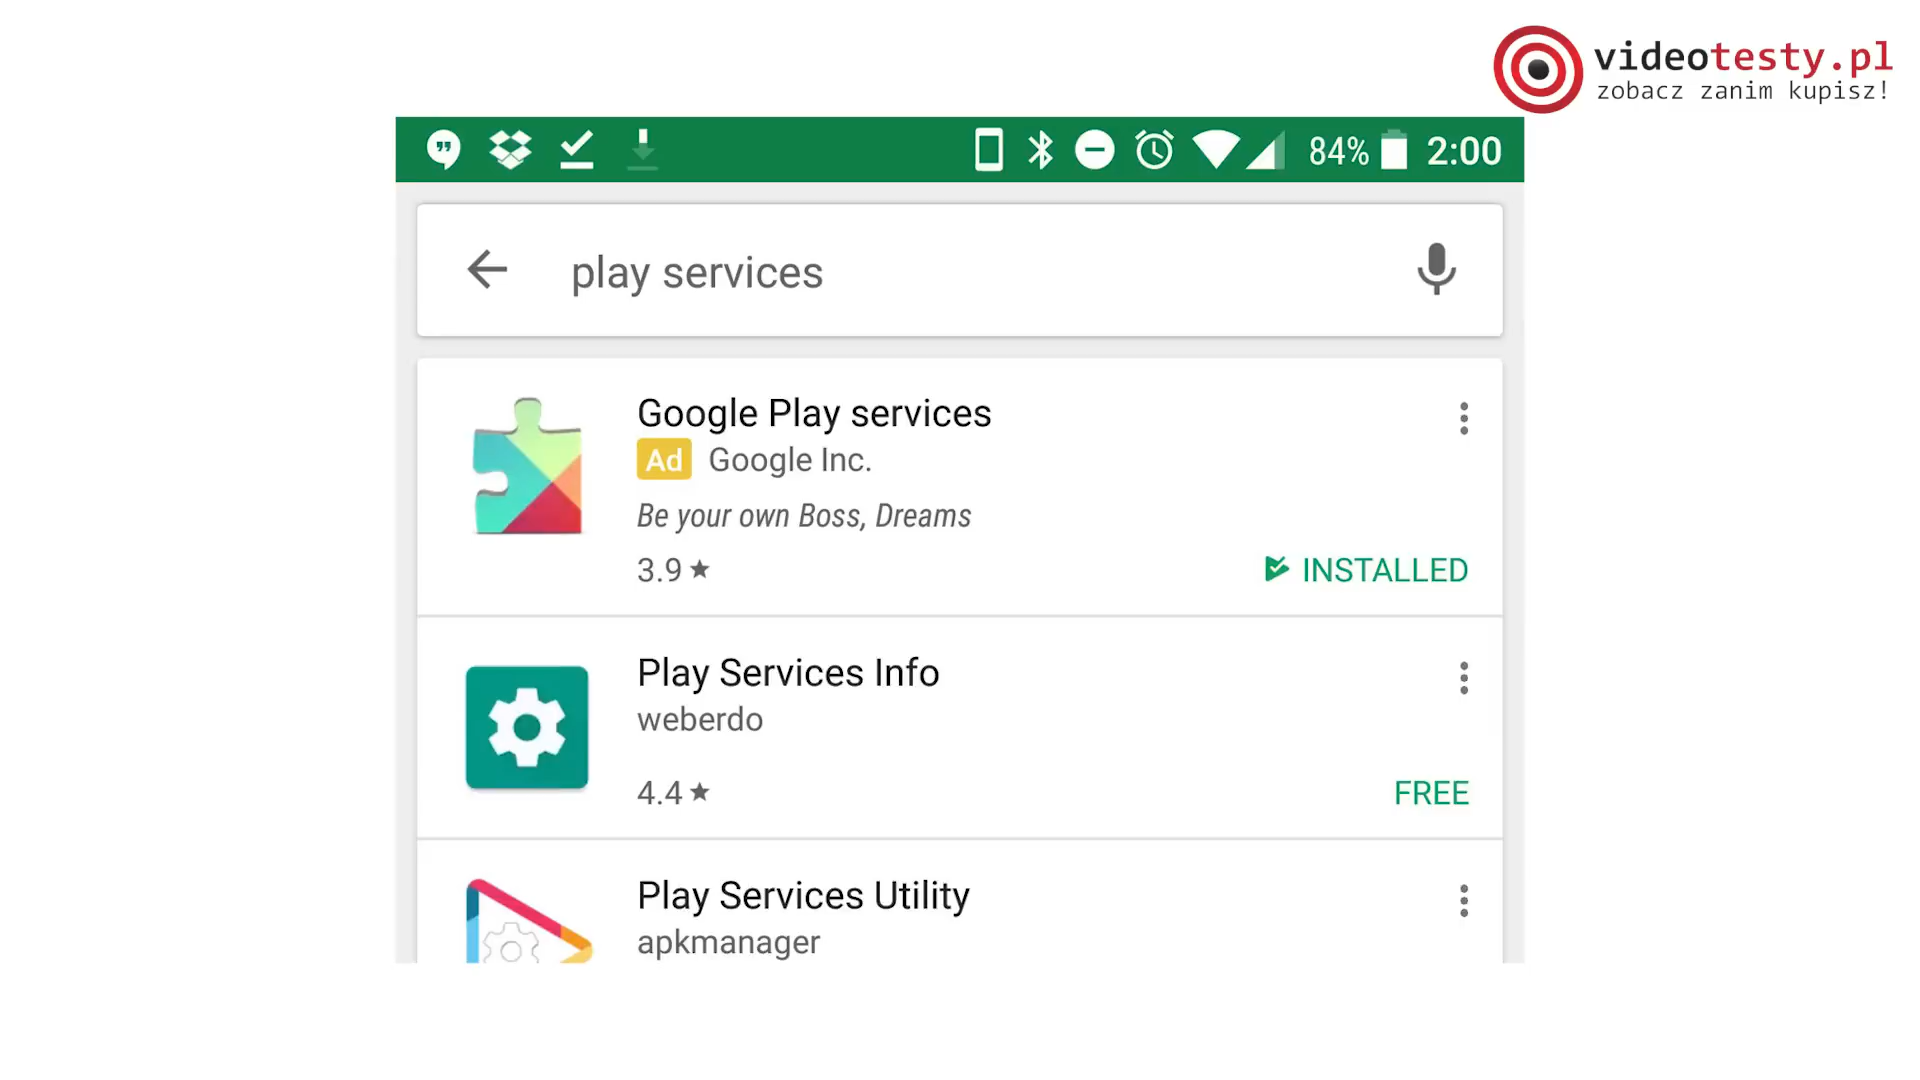 videotesty.pl
zobacz zanim kupisz!
84% 2:00
play services
Google Play services
Ad Google Inc.
Be your own Boss, Dreams
3.9
INSTALLED
Play Services Info
weberdo
4.4
FREE
Play Services Utility
apkmanager